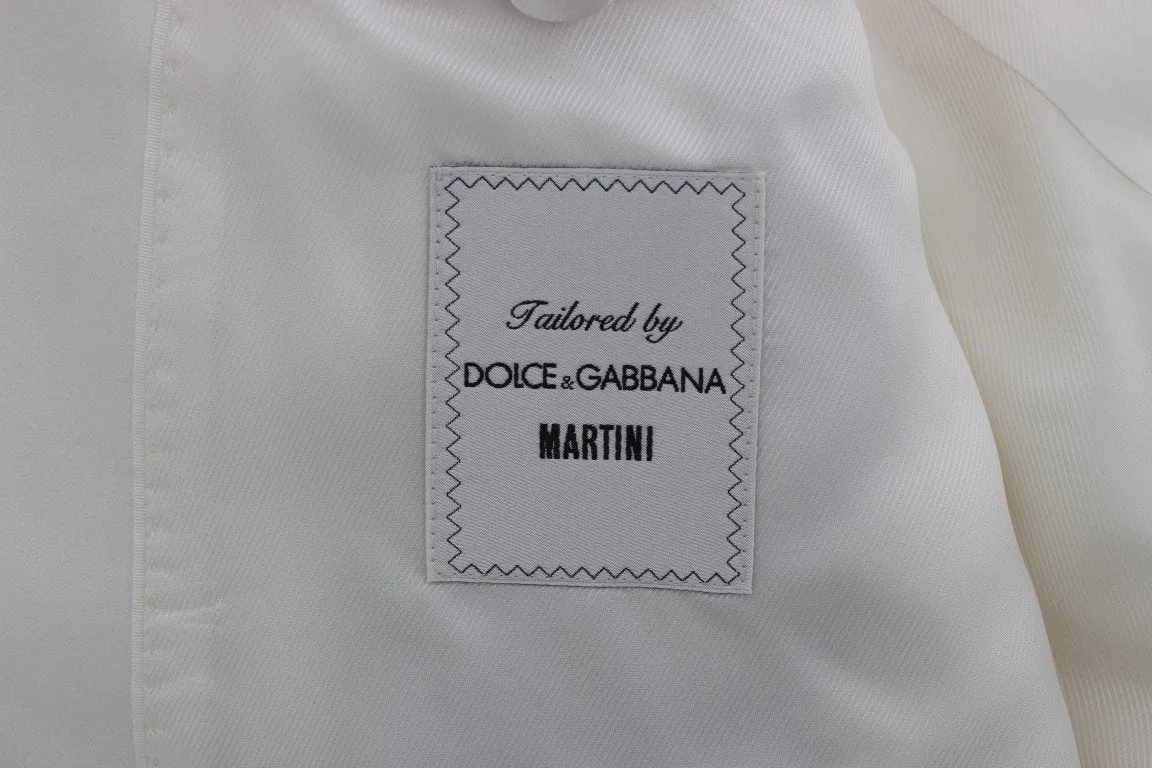 Tailored by
DOLCE & GABBANA
MARTINI